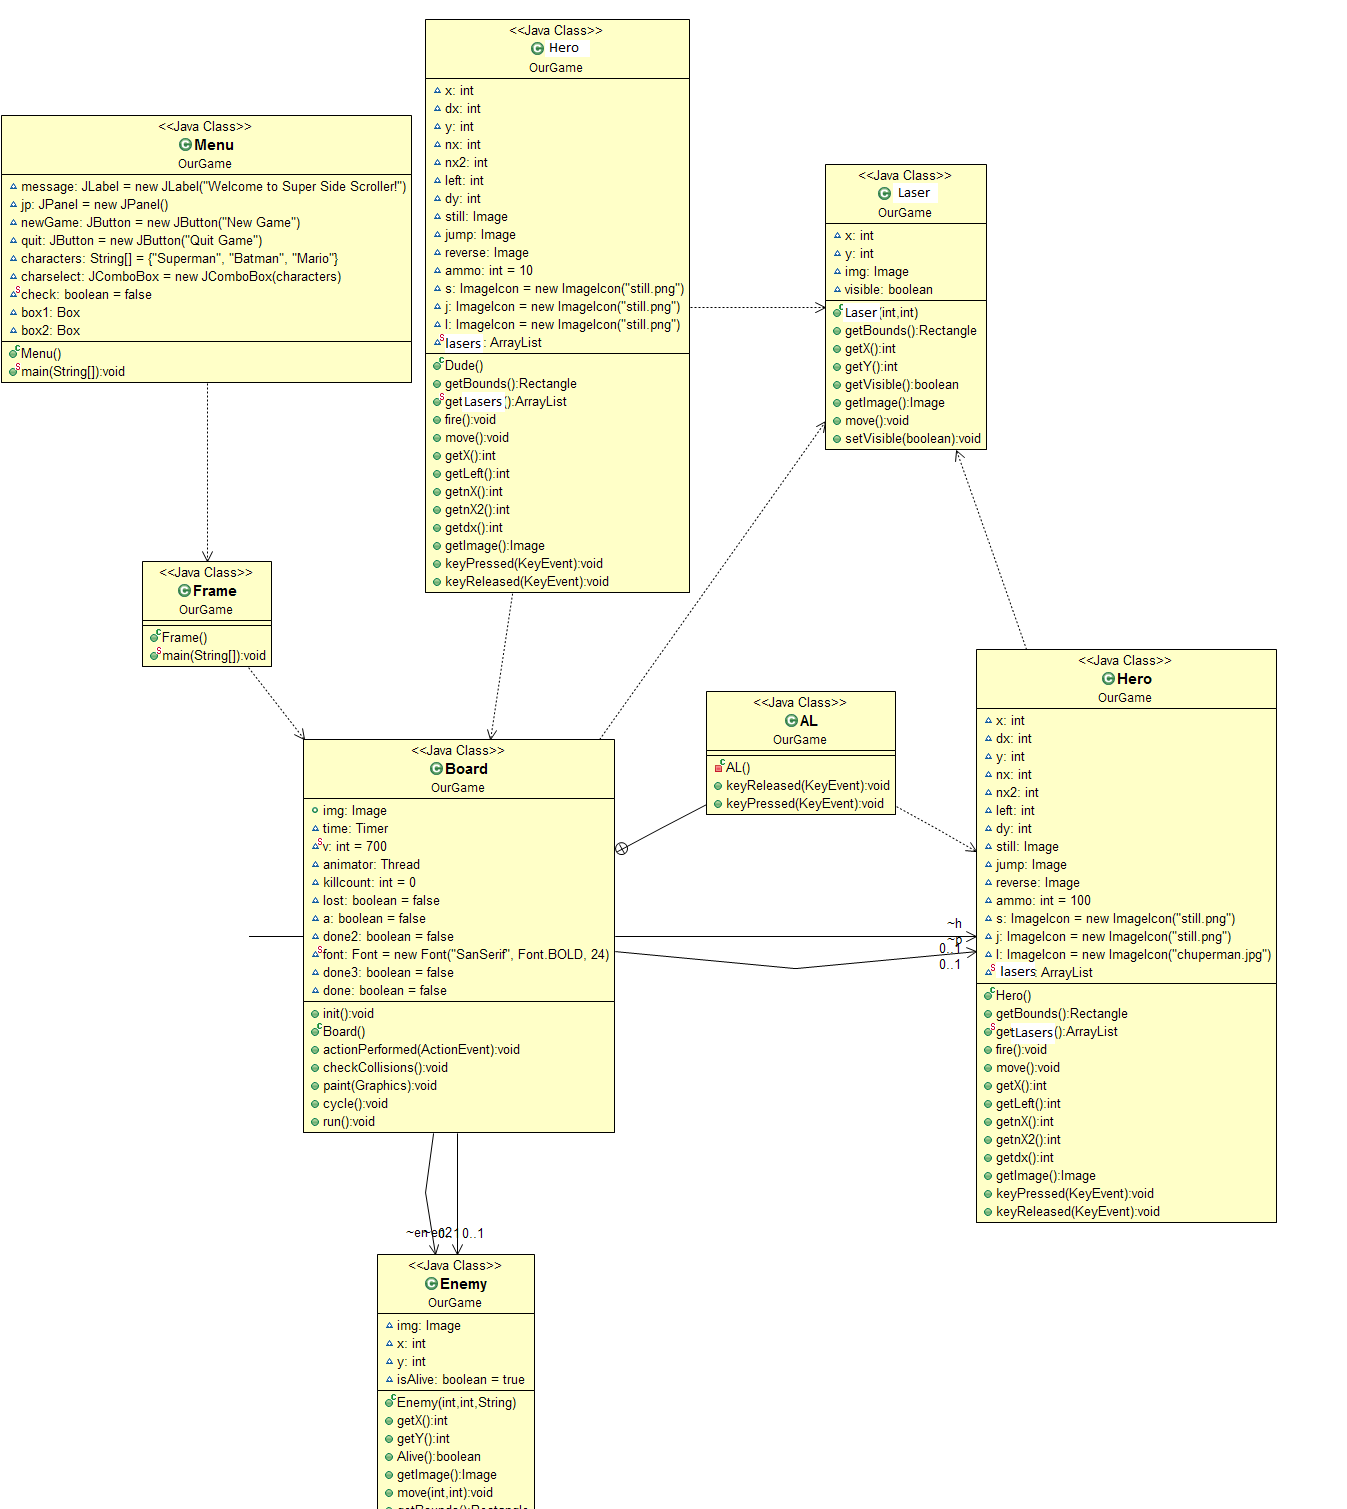 <<Java Class>>
Hero
OurGame
x: int
dx: int
y: int
nx: int
nx2: int
left: int
dy: int
still: Image
jump: Image
reverse: Image
ammo: int = 10
s: ImageIcon = new ImageIcon("still.png")
j: ImageIcon = new ImageIcon("still.png")
l: ImageIcon = new ImageIcon("still.png")
lasers : ArrayList
Dude()
getBounds():Rectangle
getLasers ():ArrayList
fire():void
move():void
getX():int
getLeft():int
getnX():int
getnX2():int
getdx():int
getImage():Image
keyPressed(KeyEvent):void
keyReleased(KeyEvent):void
<<Java Class>>
Menu
OurGame
message: JLabel = new JLabel("Welcome to Super Side Scroller!")
jp: JPanel = new JPanel()
newGame: JButton = new JButton("New Game")
quit: JButton = new JButton("Quit Game")
characters: String[] = {"Superman", "Batman", "Mario"}
charselect: JComboBox = new JComboBox(characters)
check: boolean = false
box1: Box
box2: Box
Menu()
main(String[]):void
<<Java Class>>
Laser
OurGame
x: int
y: int
img: Image
visible: boolean
Laser (int,int)
getBounds():Rectangle
getX():int
getY():int
getVisible():boolean
getImage():Image
move():void
setVisible(boolean):void
<<Java Class>>
Frame
OurGame
Frame()
main(String[]):void
<<Java Class>>
AL
OurGame
AL()
keyReleased(KeyEvent):void
keyPressed(KeyEvent):void
<<Java Class>>
Hero
OurGame
x: int
dx: int
y: int
nx: int
nx2: int
left: int
dy: int
still: Image
jump: Image
reverse: Image
ammo: int = 100
s: ImageIcon = new ImageIcon("still.png")
j: ImageIcon = new ImageIcon("still.png")
l: ImageIcon = new ImageIcon("chuperman.jpg")
lasers ArrayList
Hero()
getBounds():Rectangle
getLasers ():ArrayList
fire():void
move():void
getX():int
getLeft():int
getnX():int
getnX2():int
getdx():int
getImage():Image
keyPressed(KeyEvent):void
keyReleased(KeyEvent):void
<<Java Class>>
Board
OurGame
img: Image
time: Timer
v: int = 700
animator: Thread
killcount: int = 0
lost: boolean = false
a: boolean = false
done2: boolean = false
font: Font = new Font("SanSerif", Font.BOLD, 24)
done3: boolean = false
done: boolean = false
init():void
Board()
actionPerformed(ActionEvent):void
checkCollisions():void
paint(Graphics):void
cycle():void
run():void
~h
~p
0..1
0..1
~en
~en2
0..1
0..1
<<Java Class>>
Enemy
OurGame
img: Image
x: int
y: int
isAlive: boolean = true
Enemy(int,int,String)
getX():int
getY():int
Alive():boolean
getImage():Image
move(int,int):void
getBounds():Rectangle